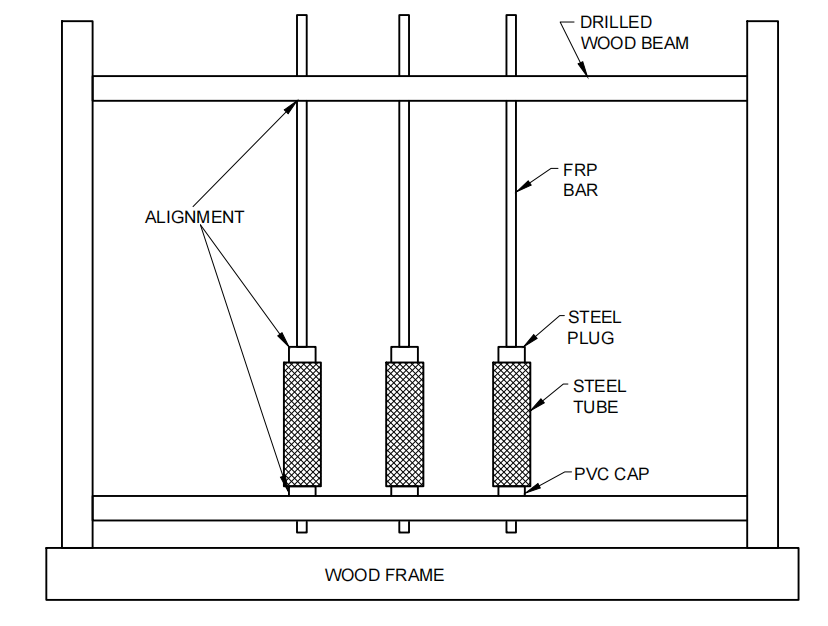 DRILLED
WOOD BEAM
FRP
BAR
ALIGNMENT
STEEL
PLUG
STEEL
TUBE
PVC CAP
WOOD FRAME